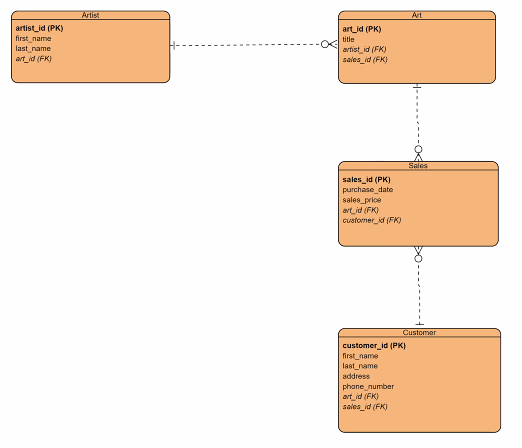 Artist
artist_id (PK)
first_name
last_name
art_id (FK)
Art
art_id (PK)
title
artist_id (FK)
sales_id (FK)
Sales
sales_id (PK)
purchase_date
sales_price
art_id (FK)
customer_id (FK)
Customer
customer_id (PK)
first_name
last_name
address
phone_number
art_id (FK)
sales_id (FK)